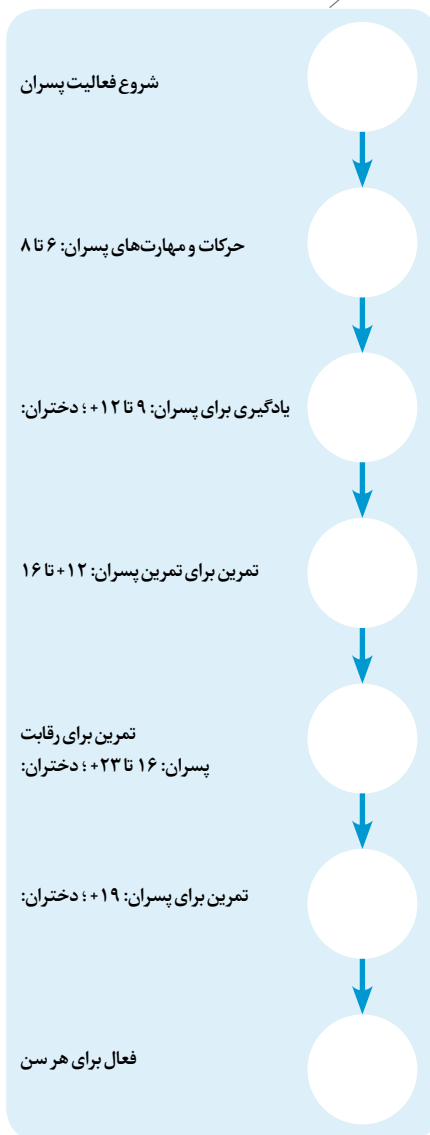 شروع فعالیت پسران
حرکات و مهارت‌های پسران: ۶ تا ۸
یادگیری برای پسران: ۹ تا ۱۲+ ؛ دختران:
تمرین برای تمرین پسران: ۱۲+ تا ۱۶
تمرین برای رقابت
پسران: ۱۶ تا ۲۳+ ؛ دختران:
تمرین برای پسران: ۱۹+ ؛ دختران:
فعال برای هر سن